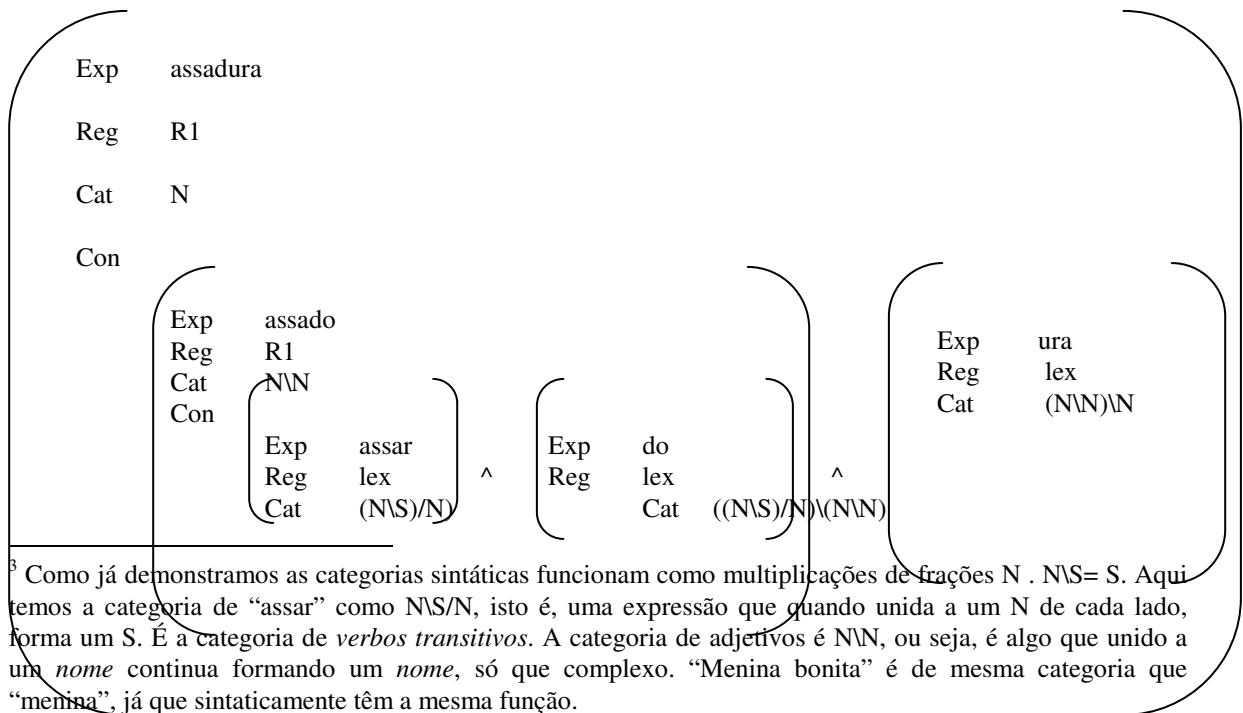 Exp assadura
Reg R1
Cat N
Con
Exp assado
Reg R1
Cat N\N
Con
Exp assar
Reg lex
Cat (N\S)/N)
^
Exp do
Reg lex
Cat ((N\S)/N)\(N\N)
^
Exp ura
Reg lex
Cat (N\N)\N
3 Como já demonstramos as categorias sintáticas funcionam como multiplicações de frações N . N\S= S. Aqui
temos a categoria de “assar” como N\S/N, isto é, uma expressão que quando unida a um N de cada lado,
forma um S. É a categoria de verbos transitivos. A categoria de adjetivos é N\N, ou seja, é algo que unido a
um nome continua formando um nome, só que complexo. “Menina bonita” é de mesma categoria que
“menina”, já que sintaticamente têm a mesma função.